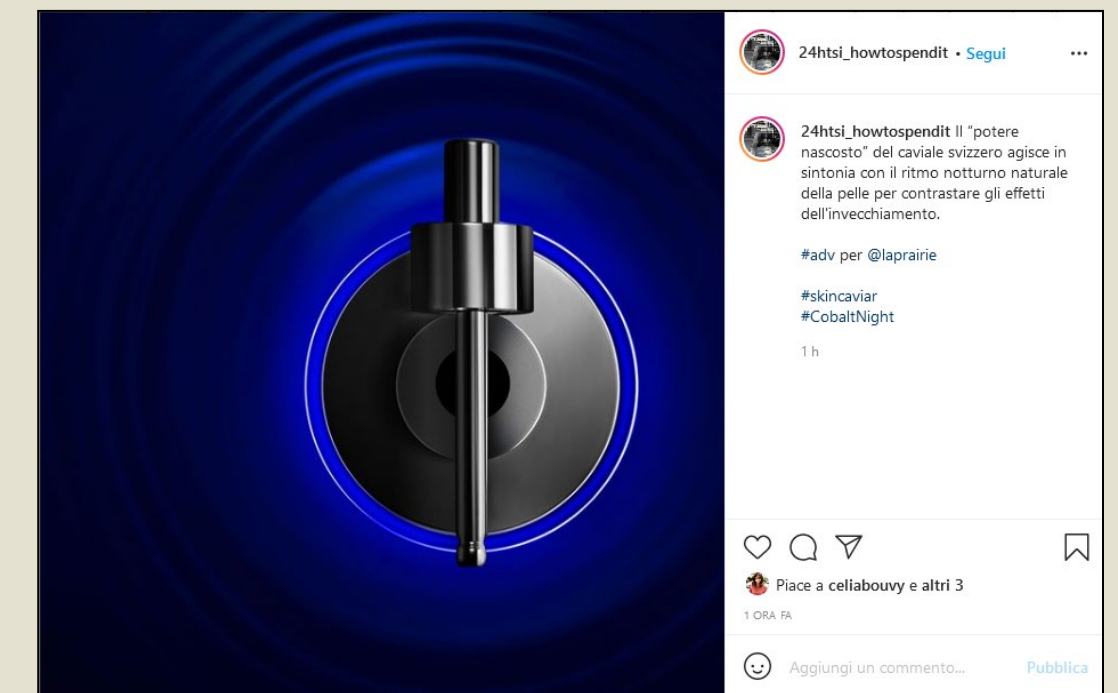 24htsi_howtospendit • Segui
24htsi_howtospendit Il "potere
nascosto" del caviale svizzero agisce in
sintonia con il ritmo notturno naturale
della pelle per contrastare gli effetti
dell'invecchiamento.
#adv per @laprairie
#skincaviar
#CobaltNight
1 h
Piace a celiabouvy e altri 3
1 ORA FA
Aggiungi un commento... Pubblica